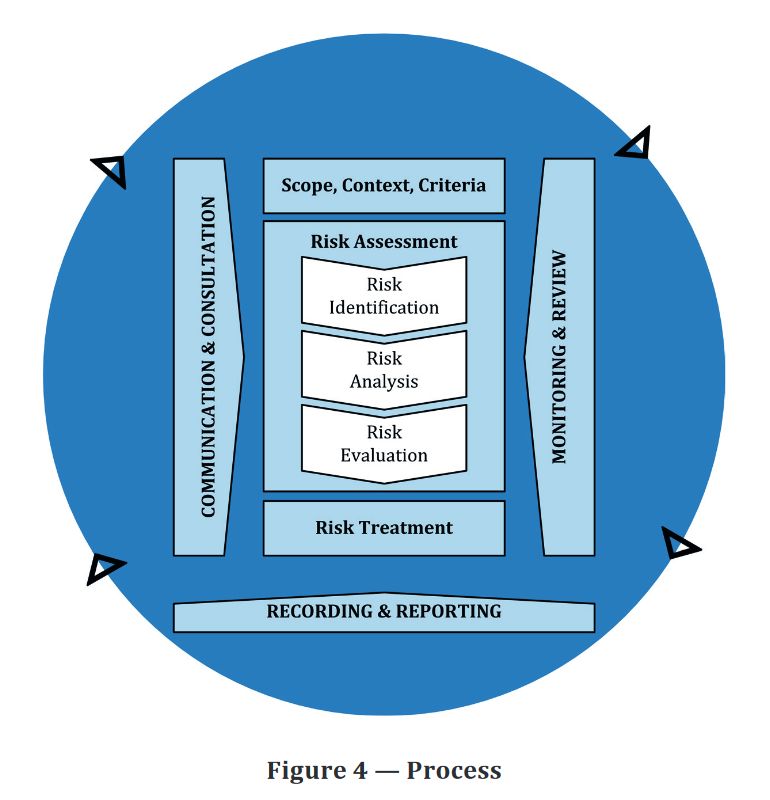 Scope, Context, Criteria
Risk Assessment
Risk
Identification
Risk
Analysis
Risk
Evaluation
Risk Treatment
COMMUNICATION & CONSULTATION
MONITORING & REVIEW
RECORDING & REPORTING
Figure 4 — Process